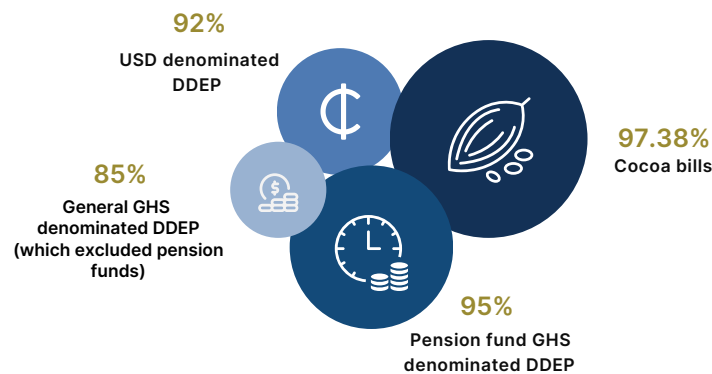 92%
USD denominated
DDEP
97.38%
Cocoa bills
85%
General GHS
denominated DDEP
(which excluded pension
funds)
95%
Pension fund GHS
denominated DDEP